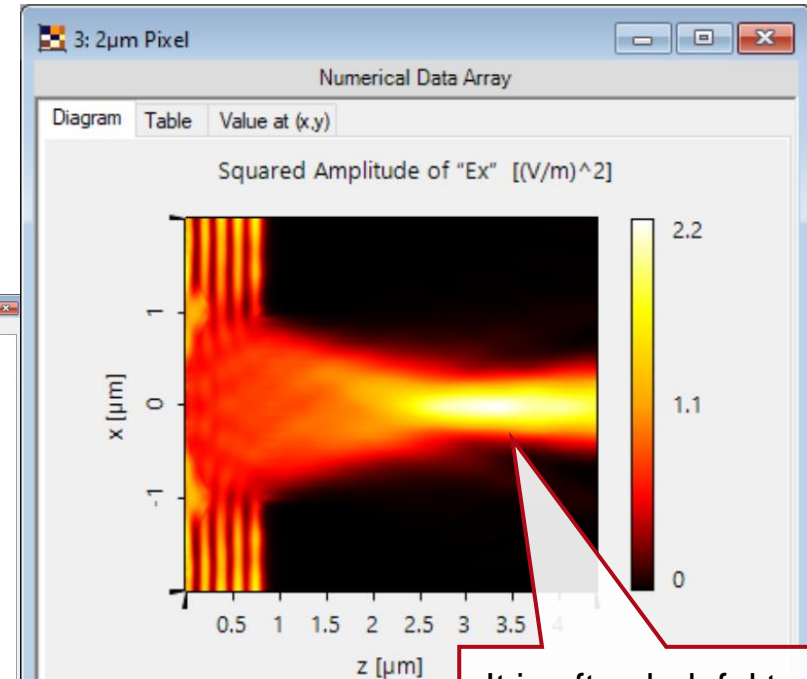 3: 2µm Pixel
Numerical Data Array
Diagram Table Value at (x,y)
Squared Amplitude of "Ex" [(V/m)^2]
2.2
1.1
0
x [µm]
1
0
-1
0.5 1 1.5 2 2.5 3 3.5 4
z [µm]